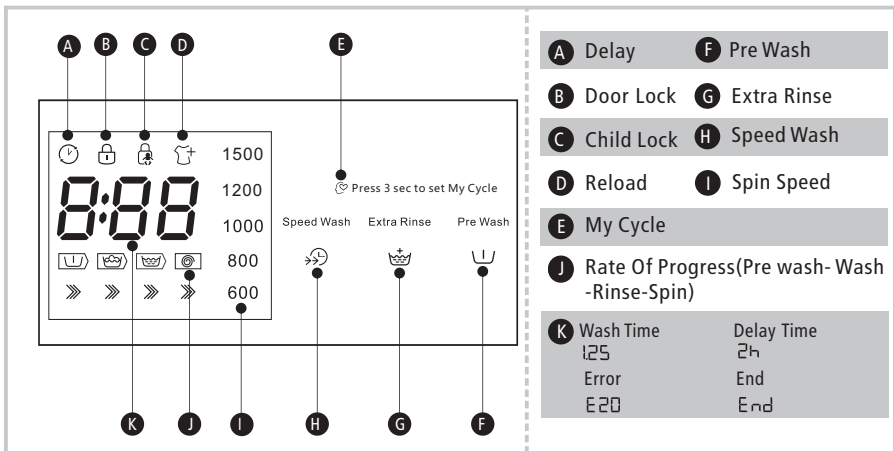 A B C D E
1500
8:88 1200
Press 3 sec to set My Cycle
1000
Speed Wash Extra Rinse Pre Wash
800
600
K J I H G F
A Delay F Pre Wash
B Door Lock G Extra Rinse
C Child Lock H Speed Wash
D Reload I Spin Speed
E My Cycle
J Rate Of Progress(Pre wash- Wash
-Rinse-Spin)
K Wash Time Delay Time
1.25 2h
Error End
E20 End